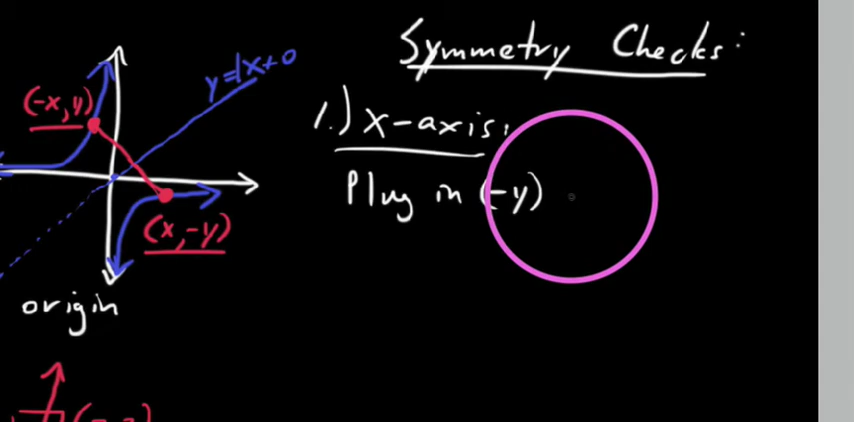 Symmetry Checks:
y=1x+0
(-x,y)
1.) x-axis:
Plug in (-y)
(x,-y)
origin